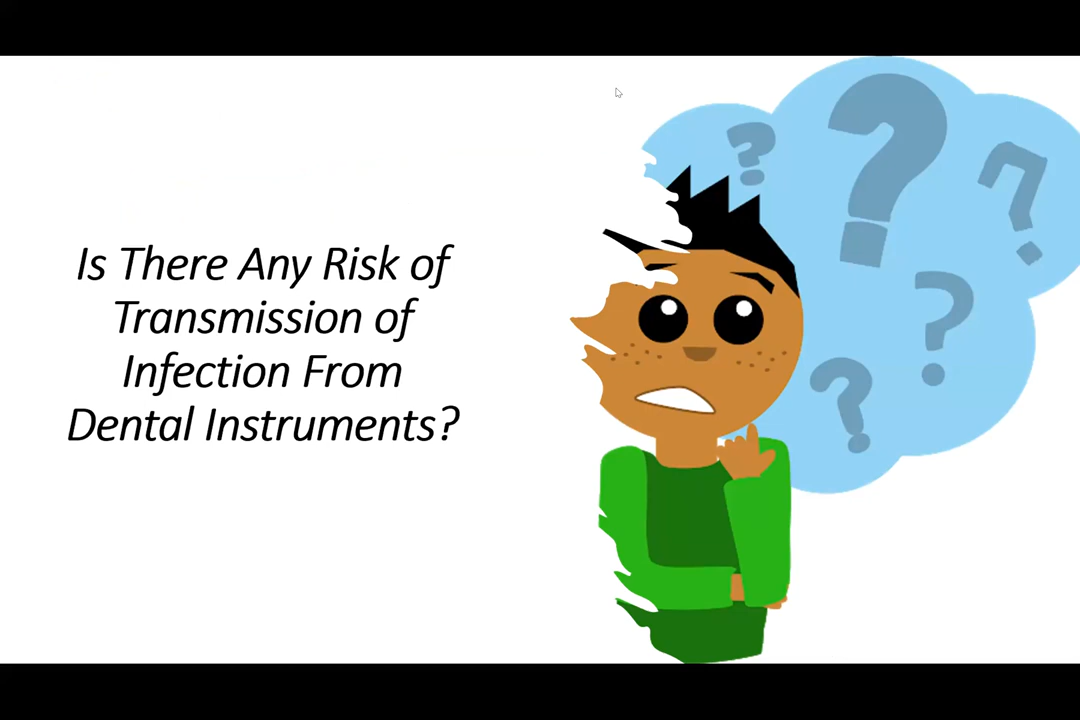 Is There Any Risk of
Transmission of
Infection From
Dental Instruments?